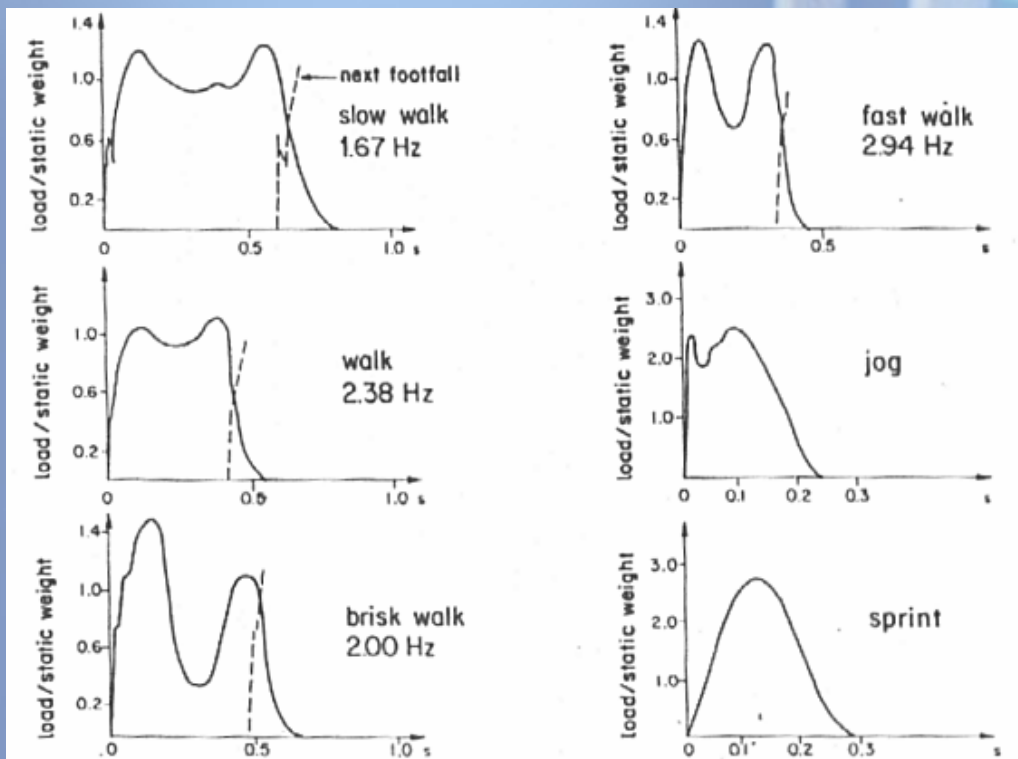 load/static weight
1.4
1.0
0.6
0.2
0
0.5
1.0
s
next footfall
slow walk
1.67 Hz
load/static weight
1.4
1.0
0.6
0.2
0
0.5
s
fast walk
2.94 Hz
load/static weight
1.0
0.6
0.2
0
0.5
1.0
s
walk
2.38 Hz
load/static weight
3.0
2.0
1.0
0
0.1
0.2
0.3
s
jog
load/static weight
1.4
1.0
0.6
0.2
0
0.5
1.0
s
brisk walk
2.00 Hz
load/static weight
3.0
2.0
1.0
0
0.1
0.2
0.3
s
sprint